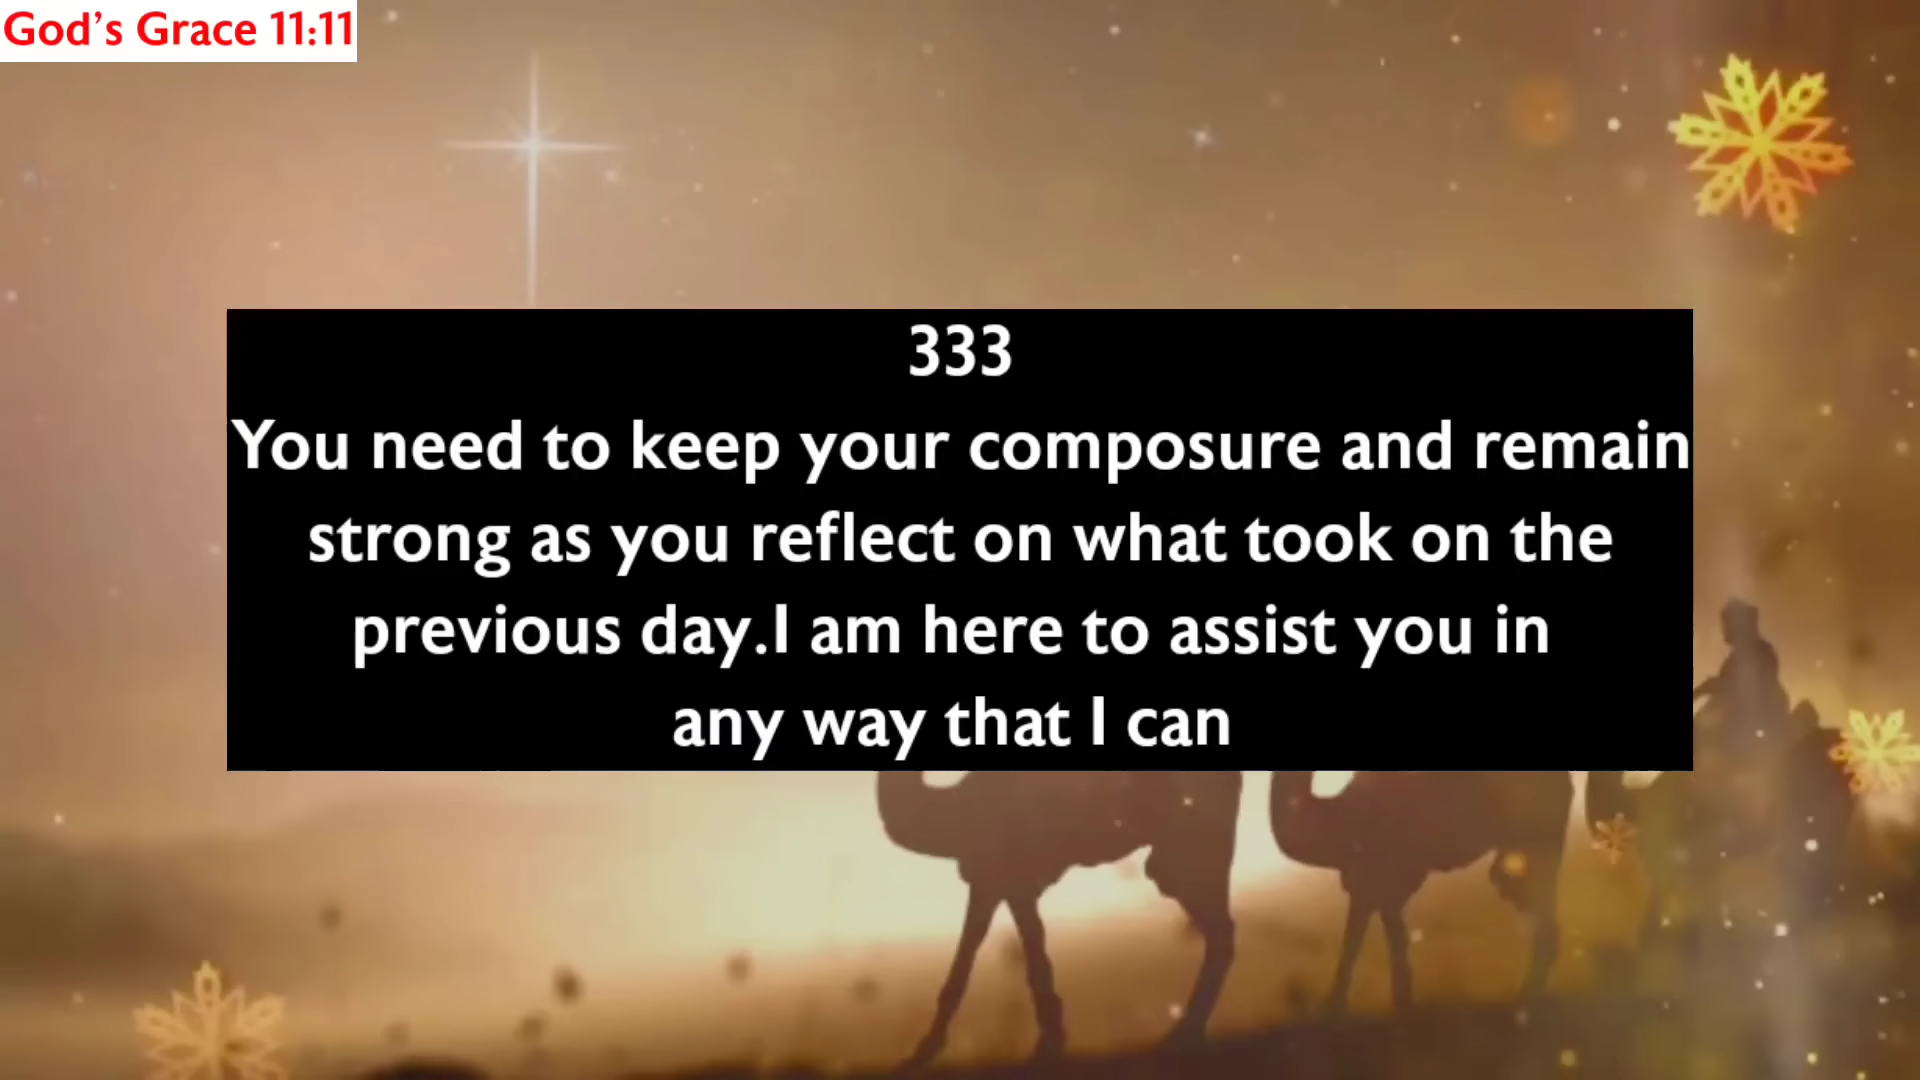 God’s Grace 11:11
333
You need to keep your composure and remain
strong as you reflect on what took on the
previous day.I am here to assist you in
any way that I can